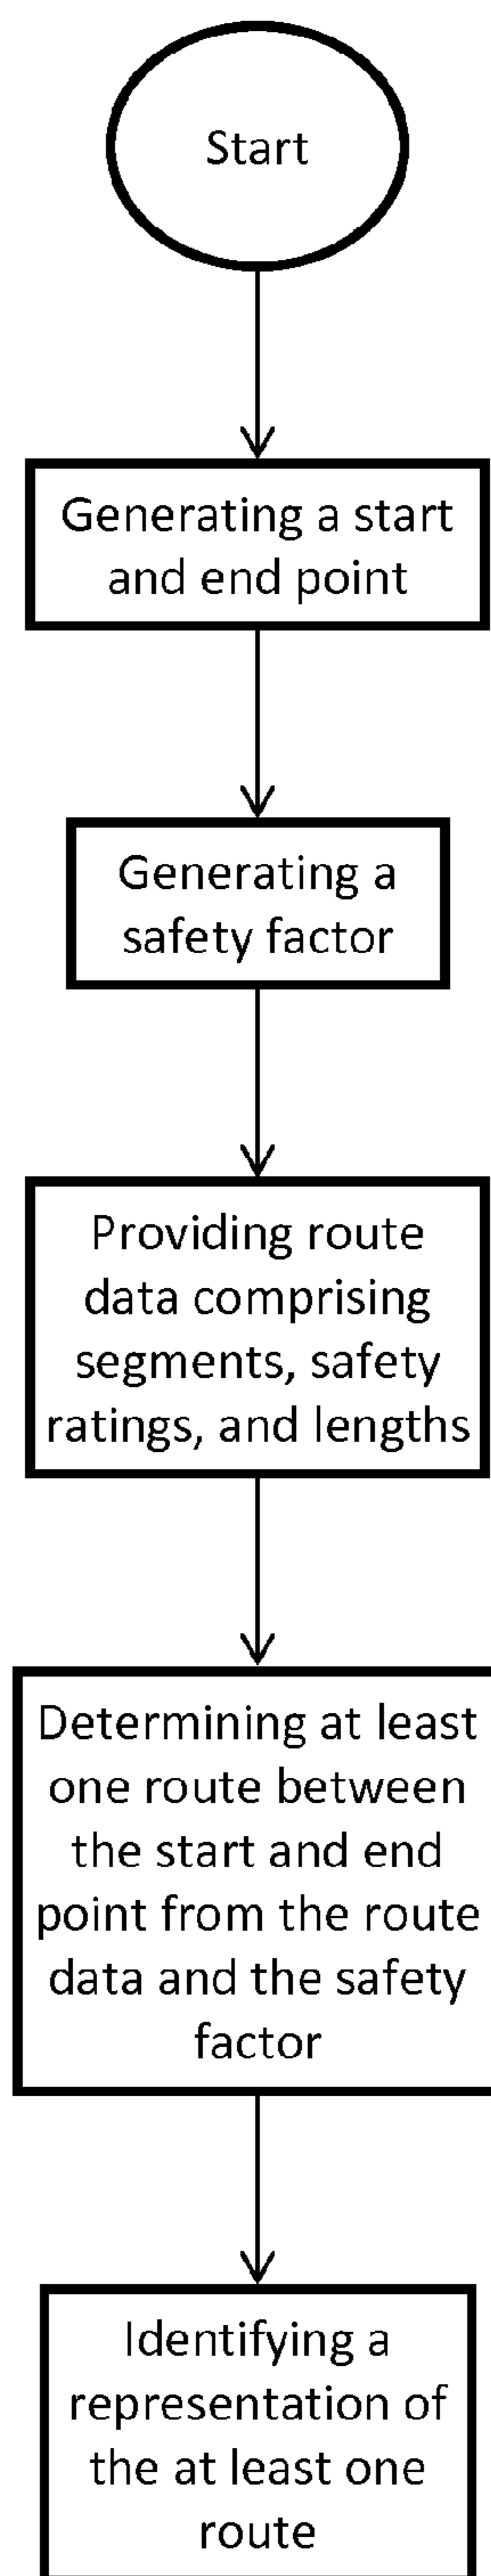 Start
Generating a start
and end point
Generating a
safety factor
Providing route
data comprising
segments, safety
ratings, and lengths
Determining at least
one route between
the start and end
point from the route
data and the safety
factor
Identifying a
representation of
the at least one
route